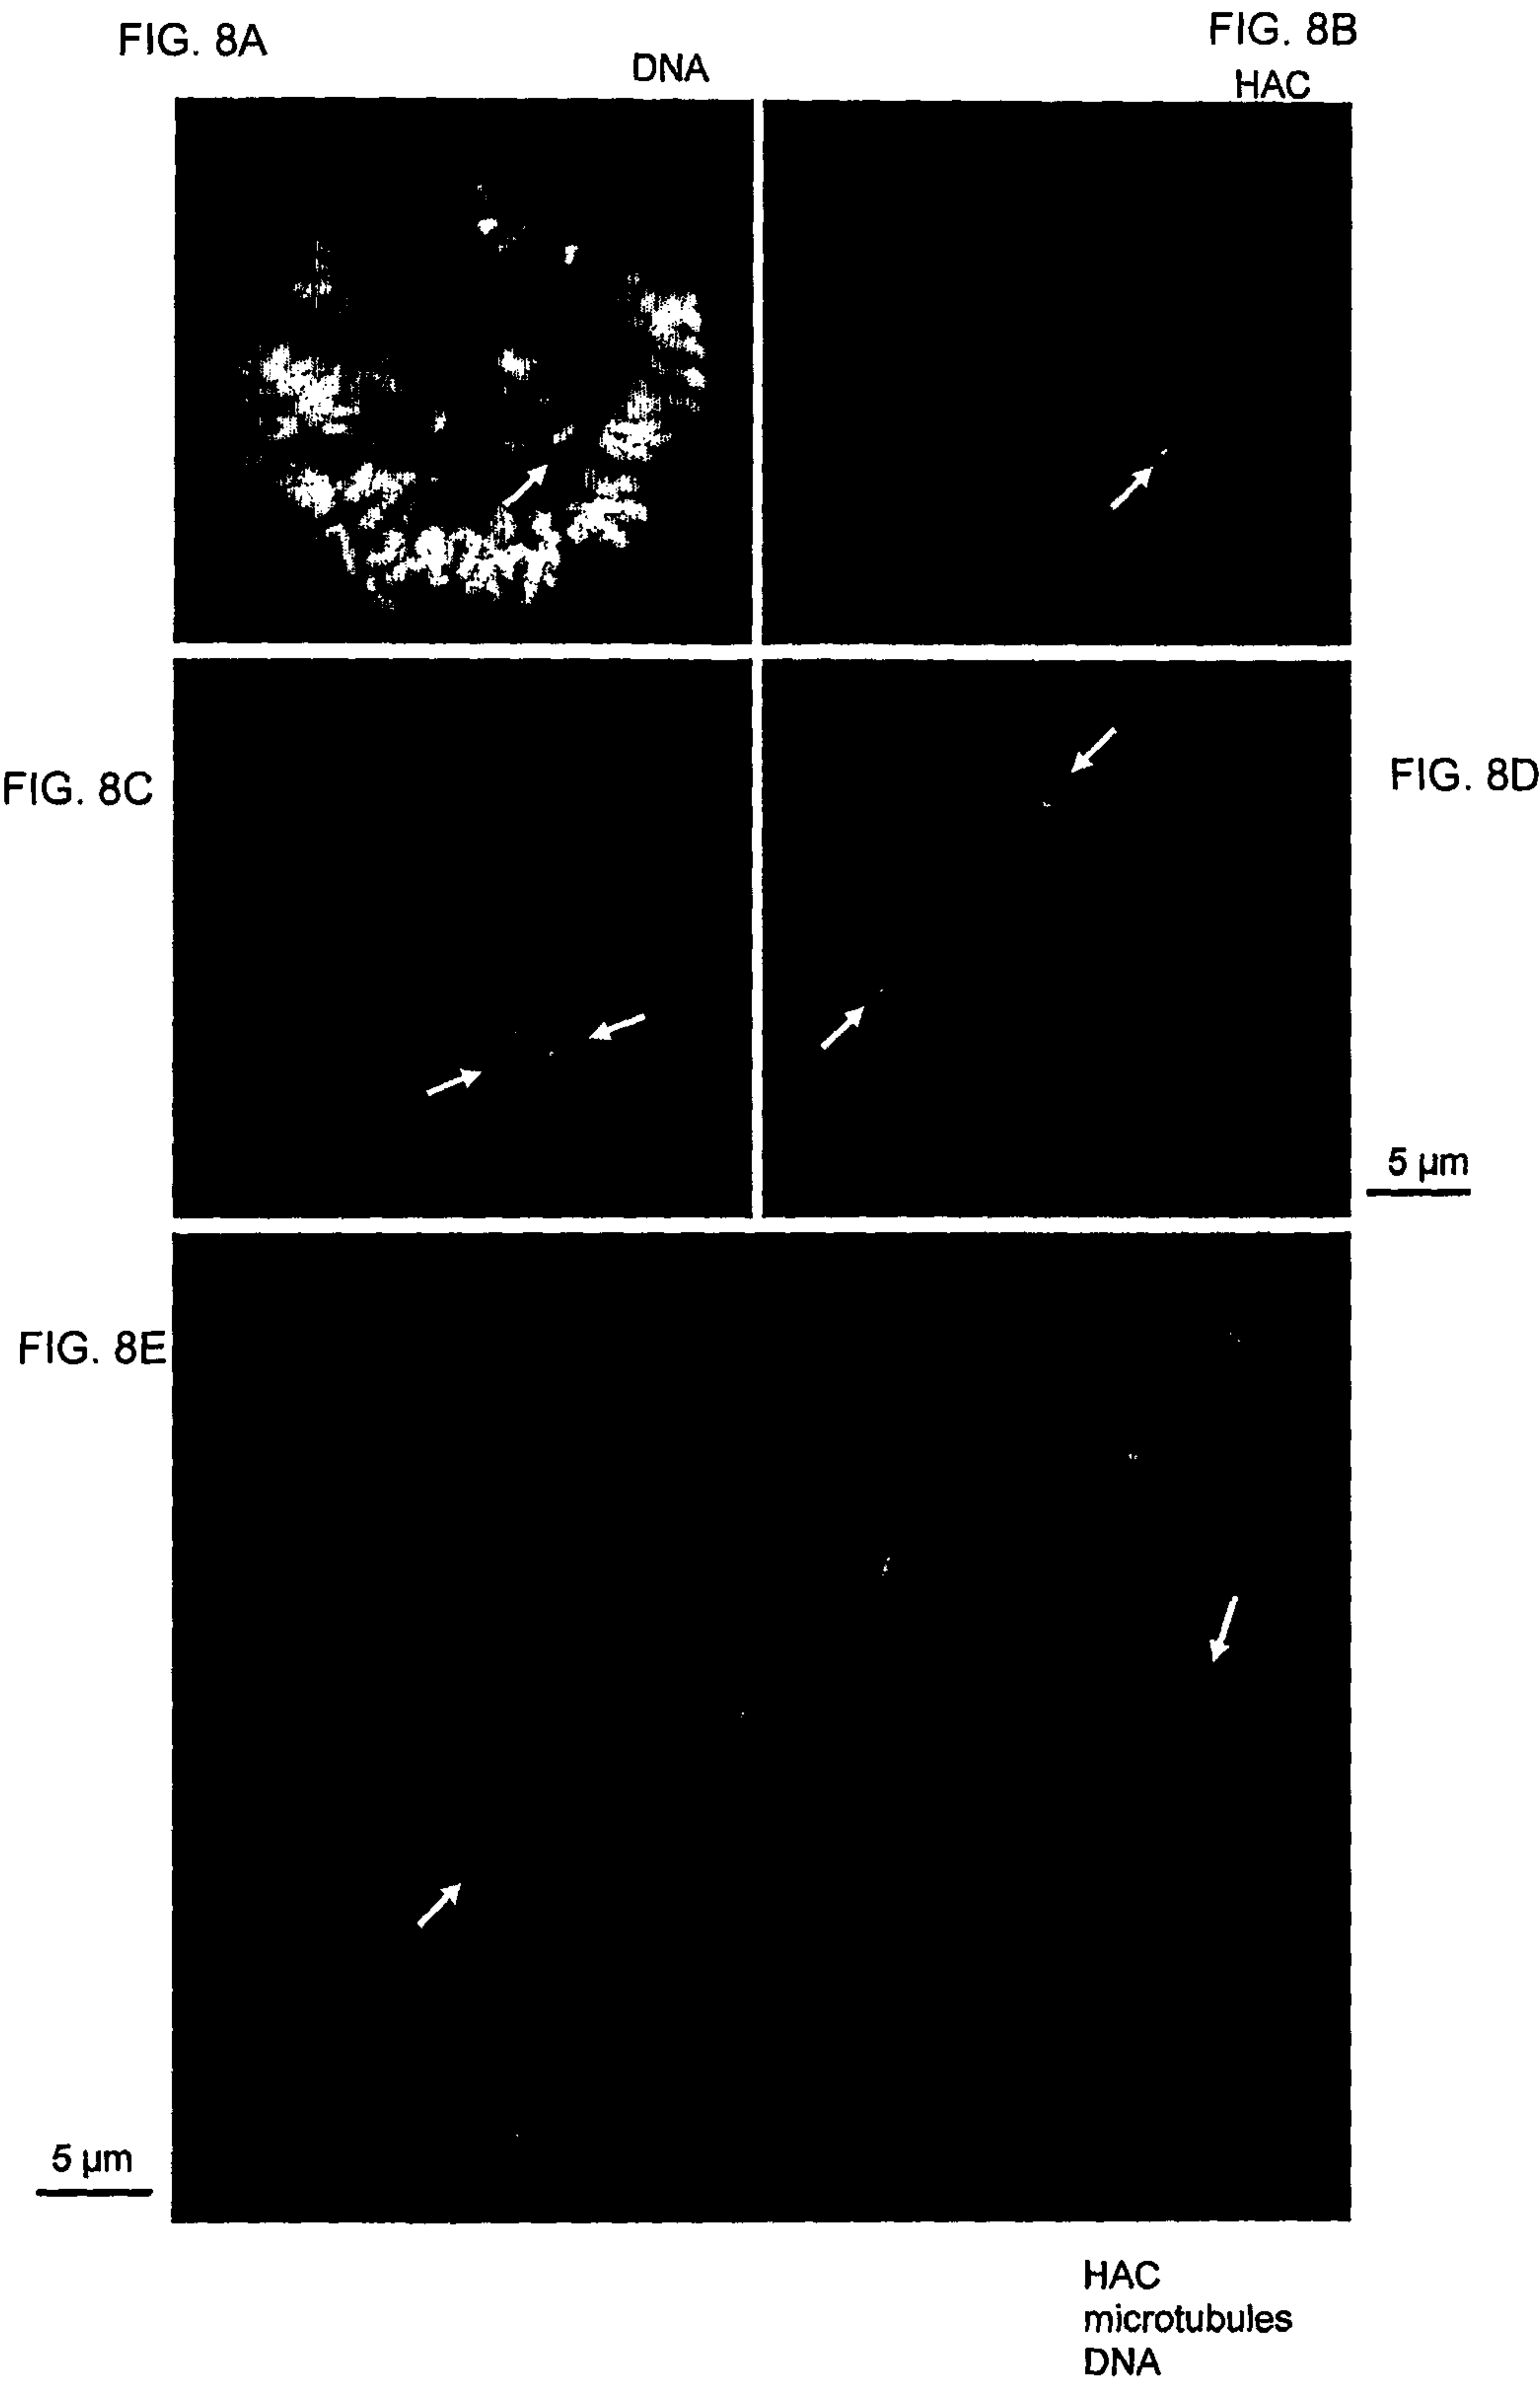 FIG. 8A
DNA
FIG. 8B
HAC
FIG. 8C
FIG. 8D
5 µm
FIG. 8E
5 µm
HAC
microtubules
DNA